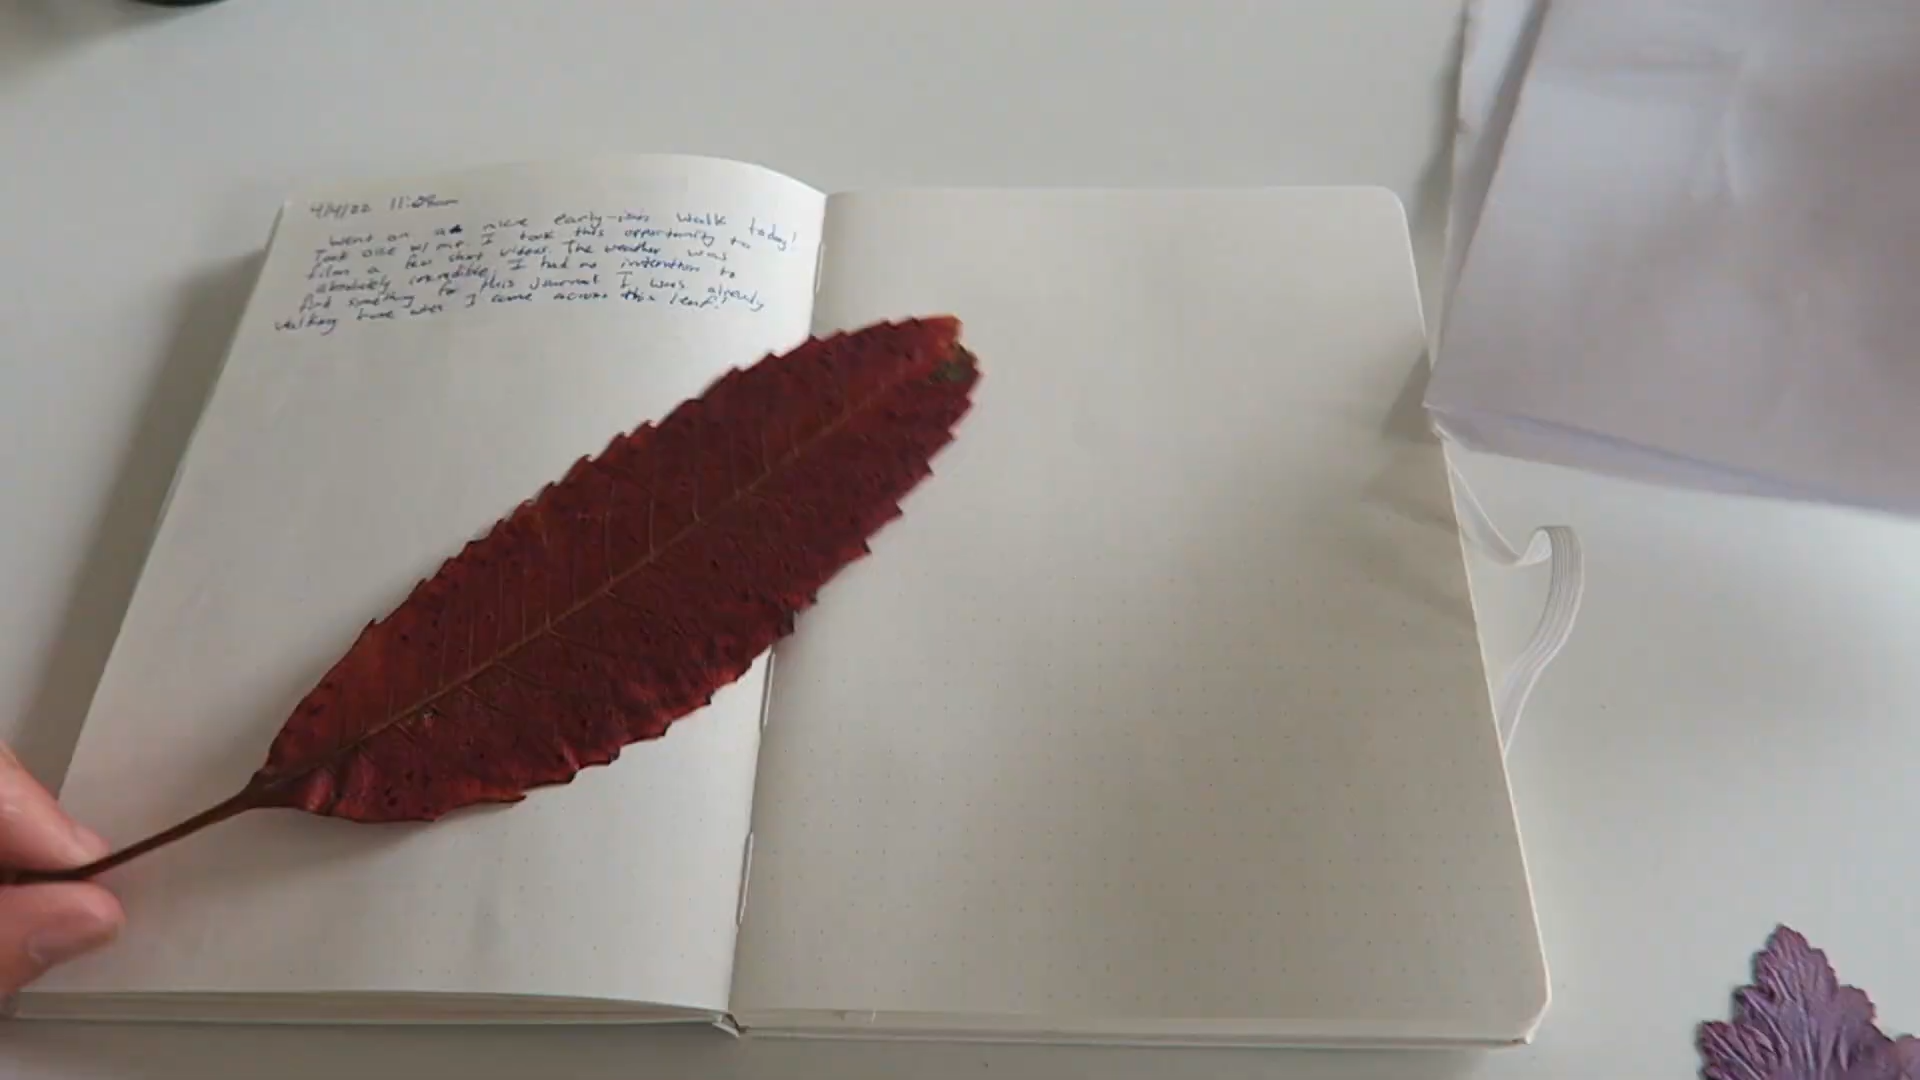 4/4/22 11:09am
Went on a nice early-ish walk today!
Took ollie w/ me. I took this opportunity to
film a few short videos. The weather was
absolutely incredible, I had no intention to
find something for this journal I was already
walking home when I came across this leaf!